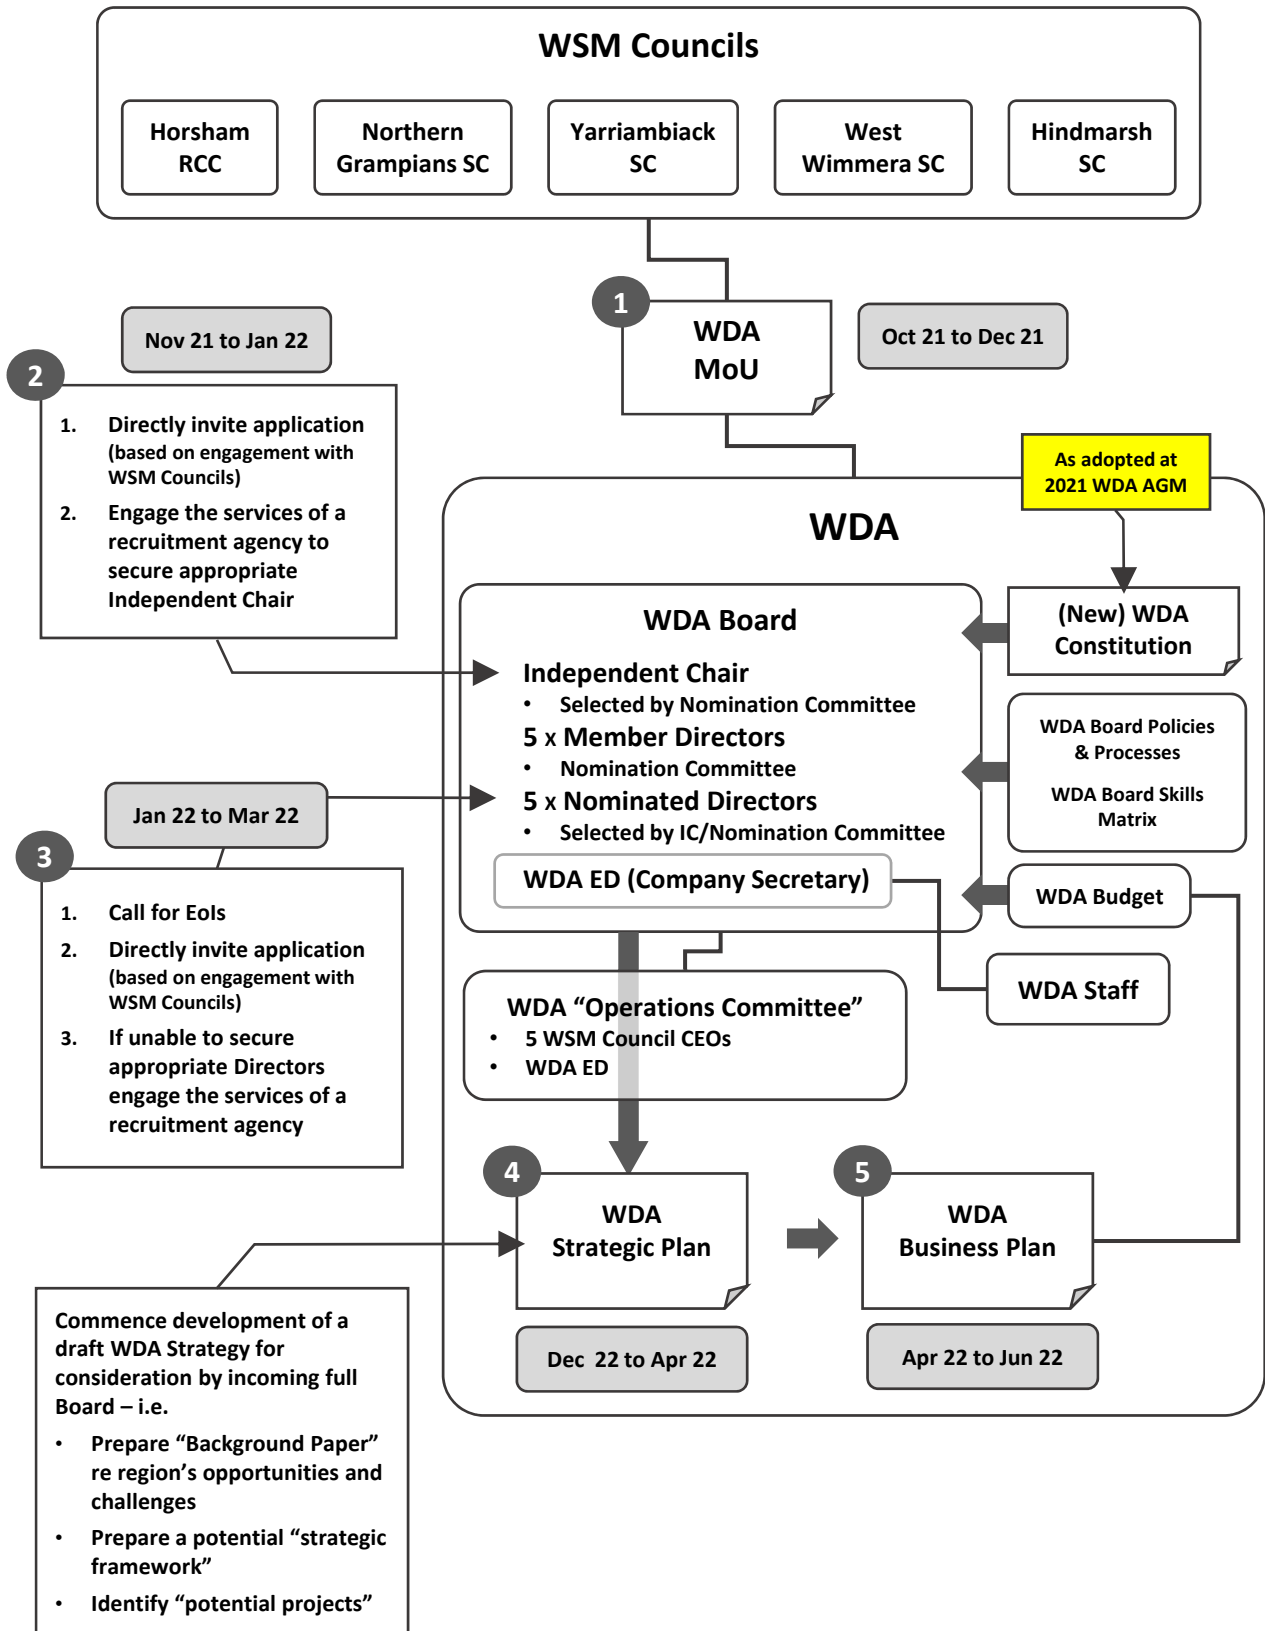 WSM Councils
Horsham
RCC
Northern
Grampians SC
Yarriambiack
SC
West
Wimmera SC
Hindmarsh
SC
1
WDA
MoU
Oct 21 to Dec 21
Nov 21 to Jan 22
2
1. Directly invite application
(based on engagement with
WSM Councils)
2. Engage the services of a
recruitment agency to
secure appropriate
Independent Chair
As adopted at
2021 WDA AGM
WDA
WDA Board
Independent Chair
• Selected by Nomination Committee
5 x Member Directors
• Nomination Committee
5 x Nominated Directors
• Selected by IC/Nomination Committee
WDA ED (Company Secretary)
(New) WDA
Constitution
WDA Board Policies
& Processes
WDA Board Skills
Matrix
WDA Budget
WDA Staff
Jan 22 to Mar 22
3
1. Call for EoIs
2. Directly invite application
(based on engagement with
WSM Councils)
3. If unable to secure
appropriate Directors
engage the services of a
recruitment agency
WDA “Operations Committee”
• 5 WSM Council CEOs
• WDA ED
4
WDA
Strategic Plan
Dec 22 to Apr 22
5
WDA
Business Plan
Apr 22 to Jun 22
Commence development of a
draft WDA Strategy for
consideration by incoming full
Board – i.e.
• Prepare “Background Paper”
re region’s opportunities and
challenges
• Prepare a potential “strategic
framework”
• Identify “potential projects”